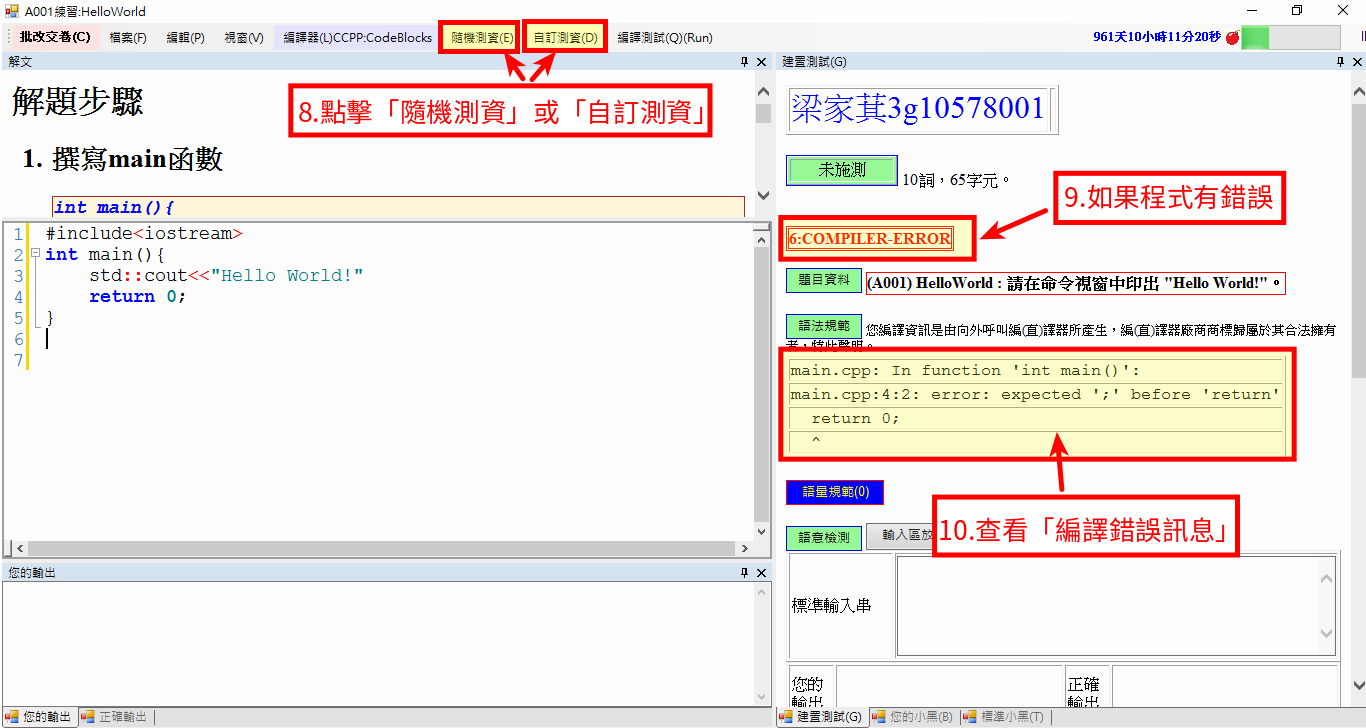 A001練習:HelloWorld
批改交卷(C) 檔案(F) 編輯(P) 視窗(V) 編譯器(L)CCPP:CodeBlocks 隨機測資(E) 自訂測資(D) 編譯測試(Q)(Run) 961天10小時11分20秒
解文
8.點擊「隨機測資」或「自訂測資」
解題步驟
1. 撰寫main函數
int main(){
1 #include<iostream>
2 int main(){
3 std::cout<<"Hello World!"
4 return 0;
5 }
6
7
您的輸出
您的輸出 正確輸出
建置測試(G)
梁家萁3g10578001
未施測 10詞，65字元。
9.如果程式有錯誤
6:COMPILER-ERROR
題目資料 (A001) HelloWorld : 請在命令視窗中印出 "Hello World!"。
語法規範 您編譯資訊是由向外呼叫編(直)譯器所產生，編(直)譯器廠商商標歸屬於其合法擁有
者，特此聲明。
main.cpp: In function 'int main()':
main.cpp:4:2: error: expected ';' before 'return'
return 0;
^
語量規範(0)
10.查看「編譯錯誤訊息」
語意檢測 輸入區放
標準輸入串
您的
輸出
正確
輸出
建置測試(G) 您的小黑(B) 標準小黑(T)